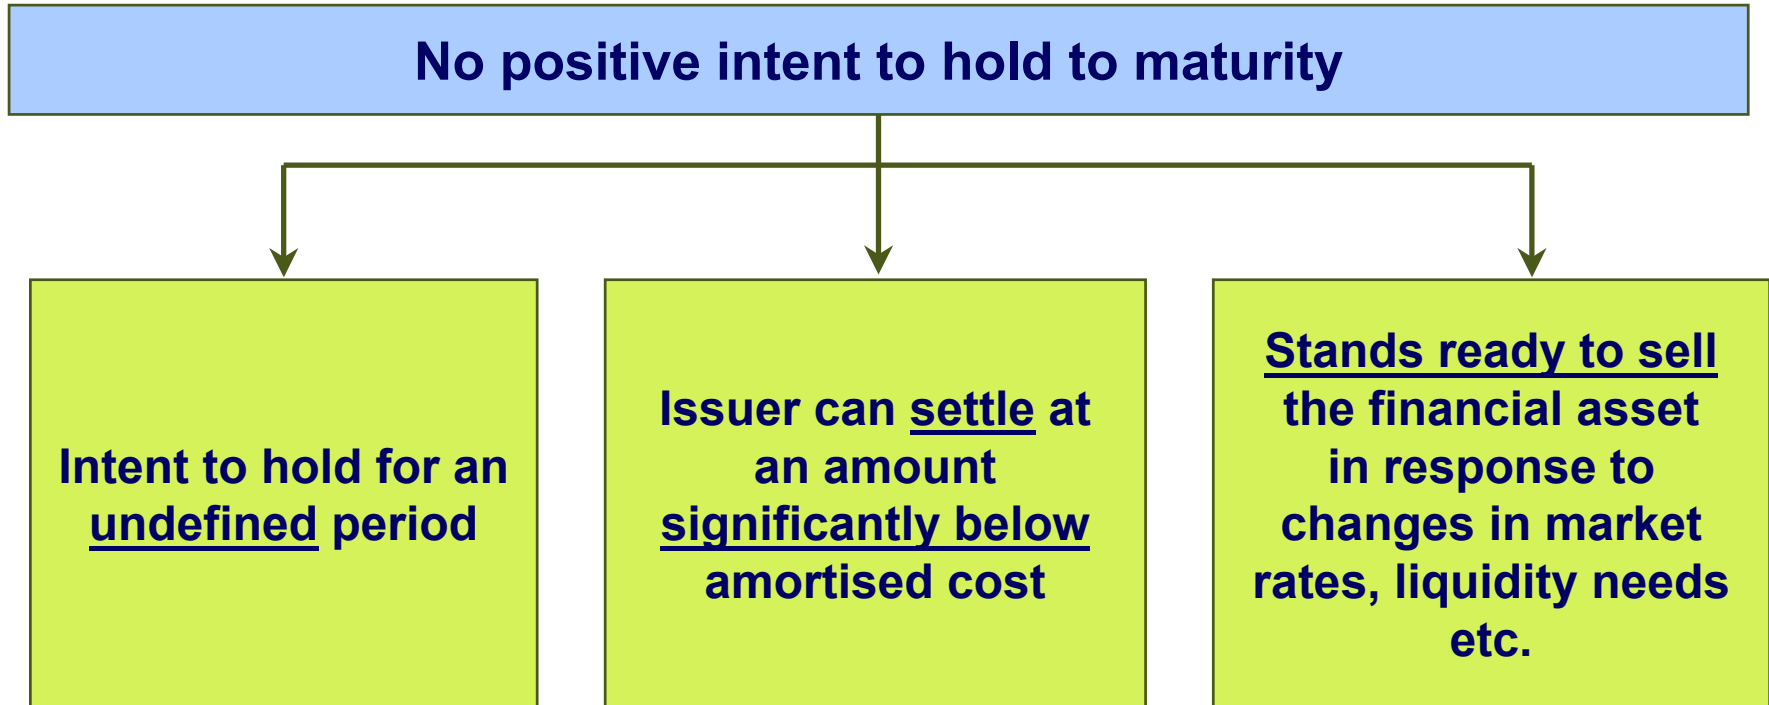 No positive intent to hold to maturity
Intent to hold for an
undefined period
Issuer can settle at
an amount
significantly below
amortised cost
Stands ready to sell
the financial asset
in response to
changes in market
rates, liquidity needs
etc.